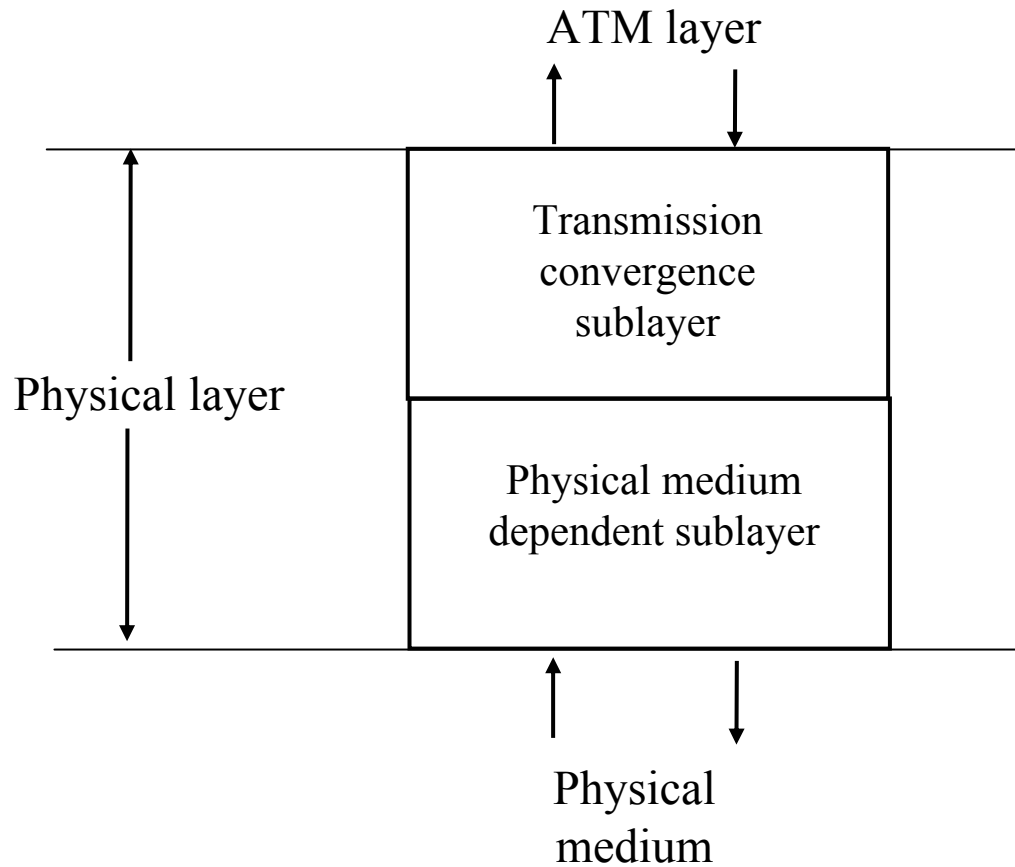 ATM layer
Transmission
convergence
sublayer
Physical layer
Physical medium
dependent sublayer
Physical
medium